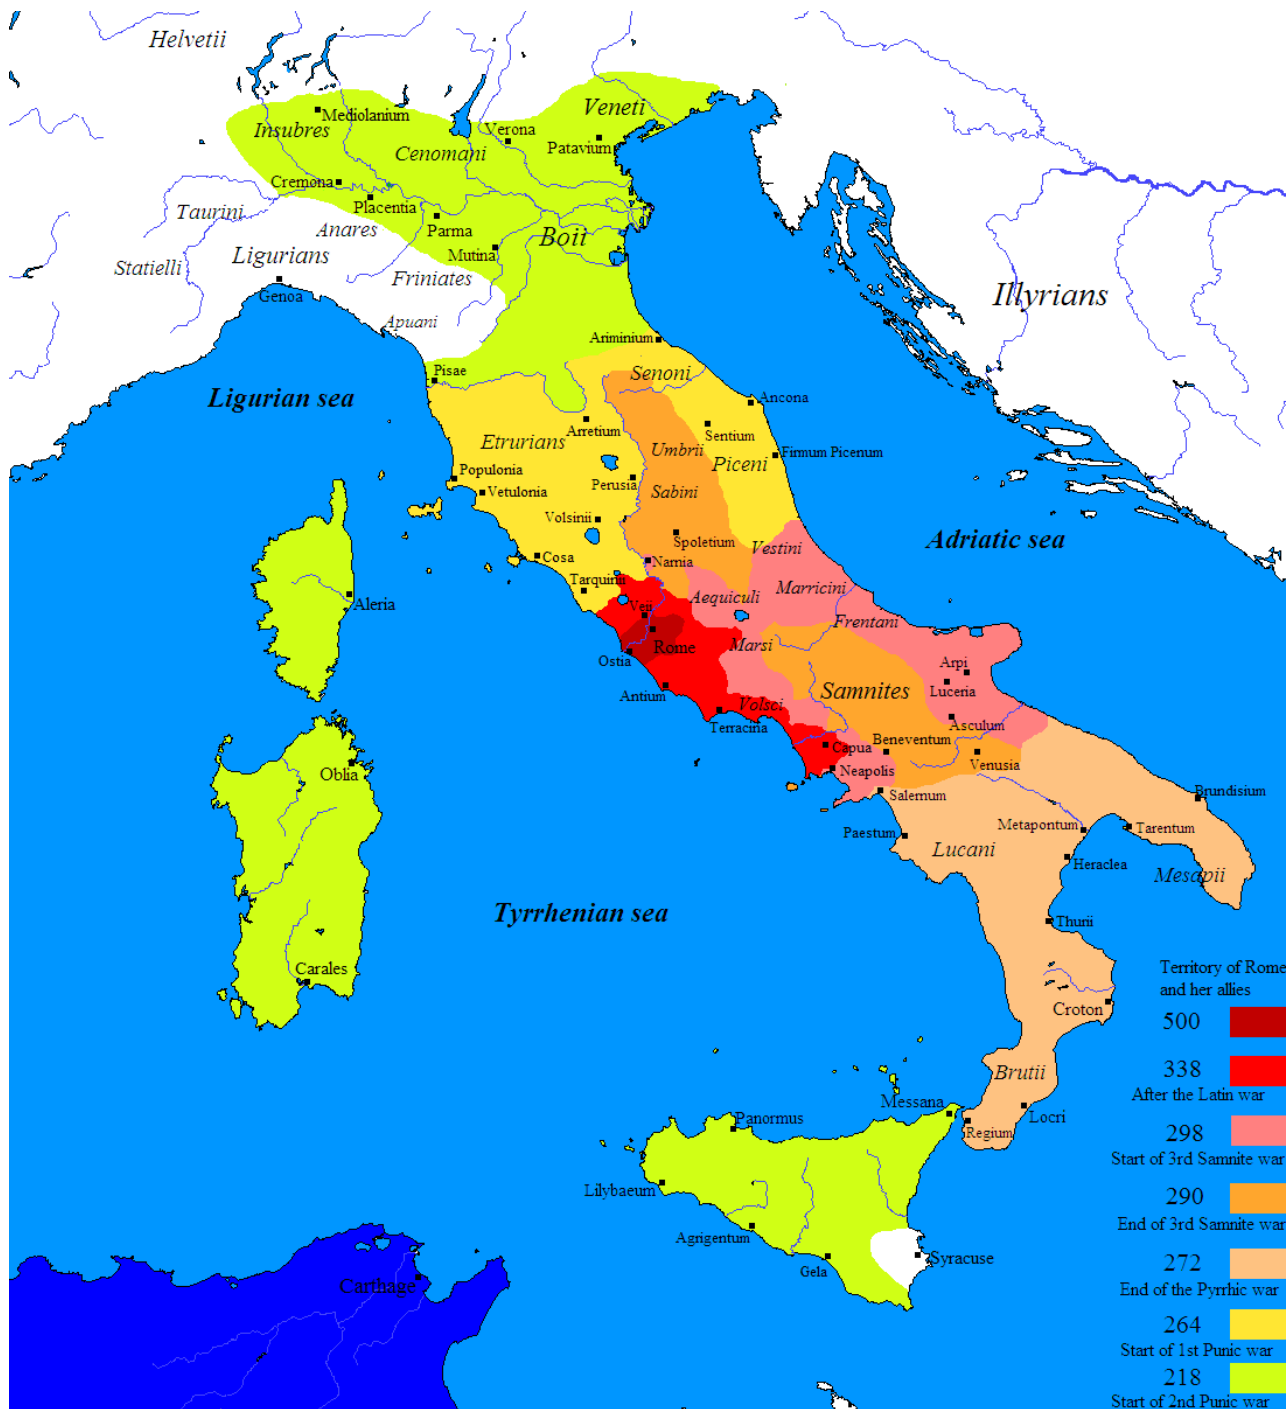 Helvetii
Mediolanium
Insubres
Veneti
Verona
Patavium
Cenomani
Cremona
Placentia
Taurini
Anares
Parma
Boii
Mutina
Ligurians
Statielli
Friniates
Genoa
Illyrians
Apuani
Ariminium
Pisae
Senoni
Ligurian sea
Ancona
Arretium
Sentium
Etrurians
Umbrii
Firmum Picenum
Piceni
Populonia
Perusia
Vetulonia
Sabini
Volsinii
Spoletium
Adriatic sea
Vestini
Cosa
Narnia
Tarquinii
Marricini
Aequiculi
Aleria
Veii
Frentani
Rome
Marsi
Ostia
Arpi
Antium
Samnites
Luceria
Volsci
Terracina
Asculum
Beneventum
Capua
Venusia
Neapolis
Oblia
Salernum
Brundisium
Paestum
Metapontum
Tarentum
Lucani
Heraclea
Mesapii
Tyrrhenian sea
Thurii
Carales
Croton
Brutii
Messana
Locri
Panormus
Regium
Lilybaeum
Agrigentum
Syracuse
Gela
Carthage
Territory of Rome
and her allies
500
338
After the Latin war
298
Start of 3rd Samnite war
290
End of 3rd Samnite war
272
End of the Pyrrhic war
264
Start of 1st Punic war
218
Start of 2nd Punic war